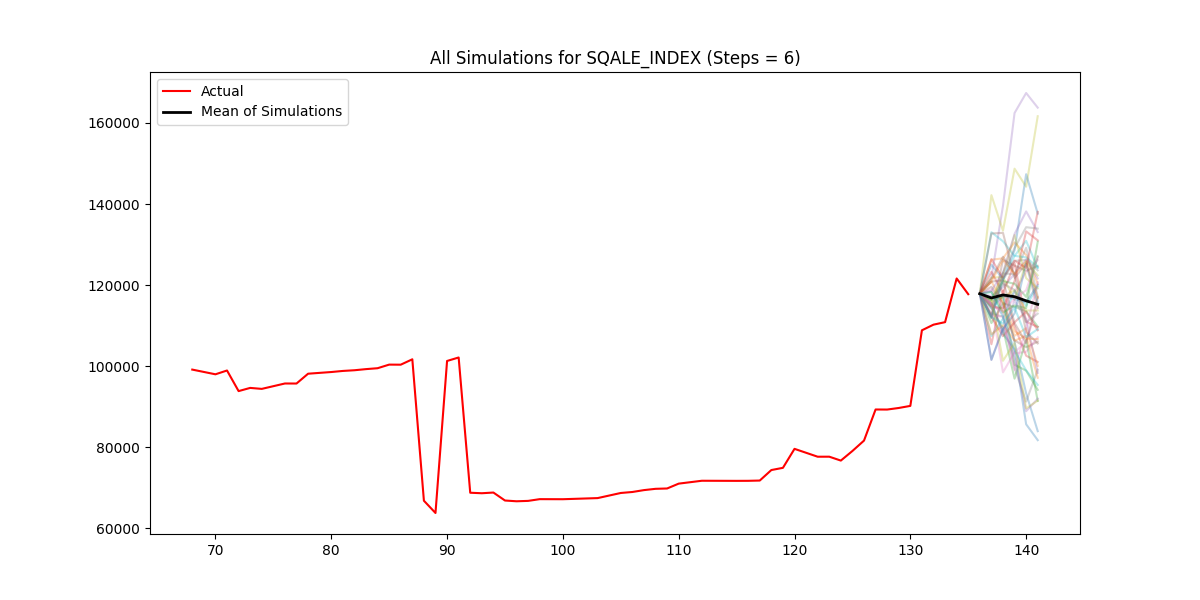 All Simulations for SQALE_INDEX (Steps = 6)
Actual
Mean of Simulations
160000
140000
120000
100000
80000
60000
70 80 90 100 110 120 130 140